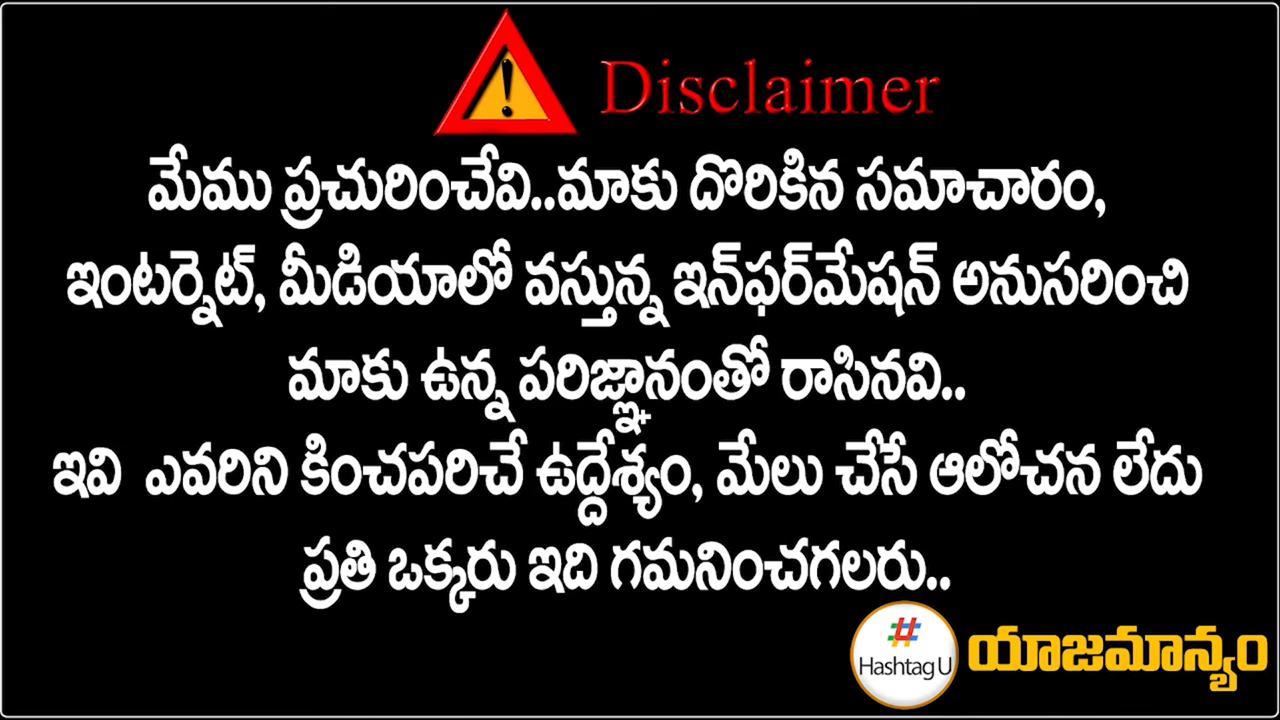 Disclaimer
మేము ప్రచురించేవి..మాకు దొరికిన సమాచారం,
ఇంటర్నెట్, మీడియాలో వస్తున్న ఇన్‌ఫర్‌మేషన్ అనుసరించి
మాకు ఉన్న పరిజ్ఞానంతో రాసినవి..
ఇవి ఎవరిని కించపరిచే ఉద్దేశ్యం, మేలు చేసే ఆలోచన లేదు
ప్రతి ఒక్కరు ఇది గమనించగలరు..
# Hashtag U యాజమాన్యం